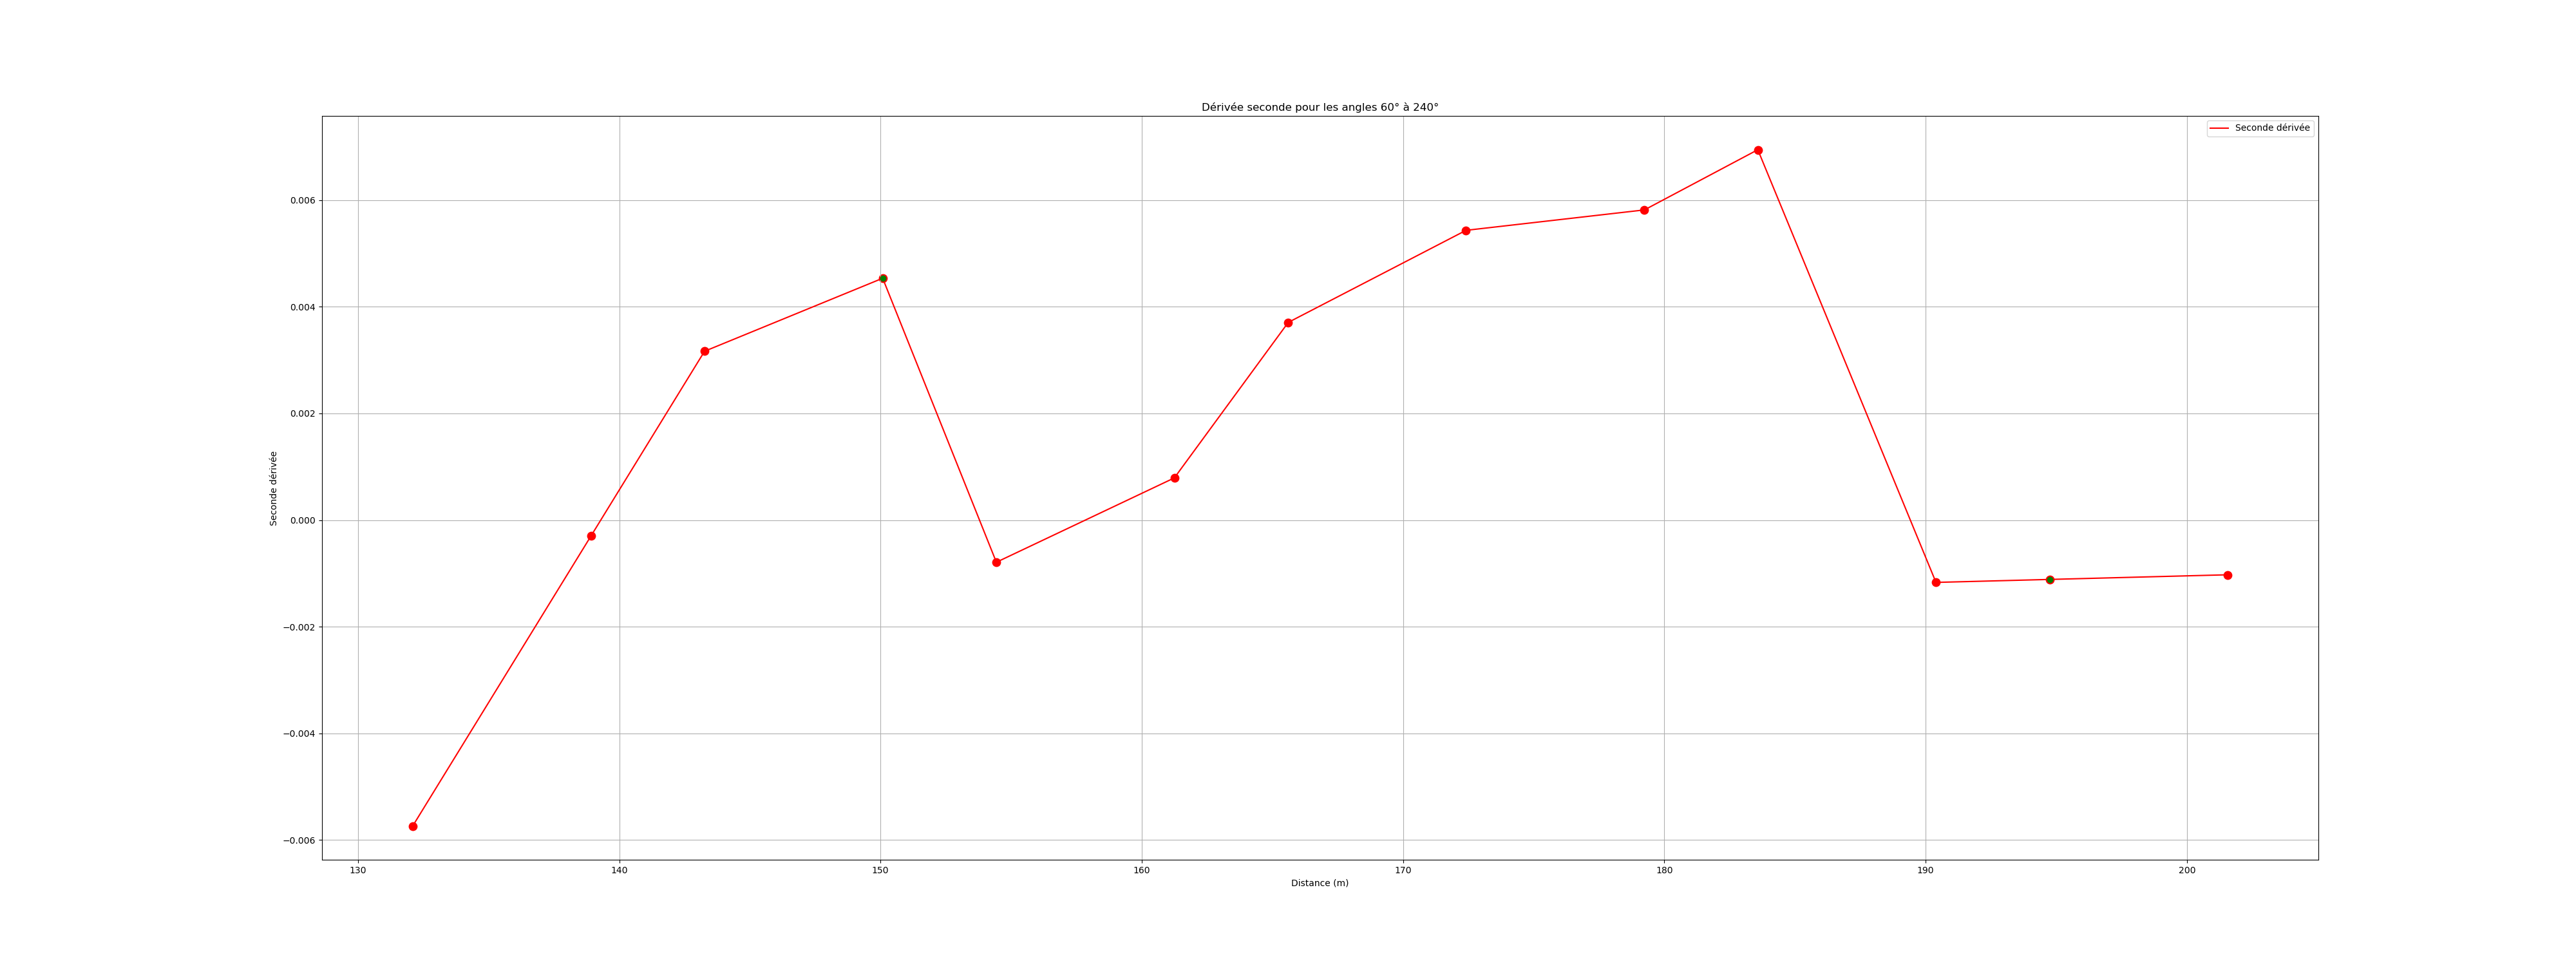 Dérivée seconde pour les angles 60° à 240°
Seconde dérivée
0.006
0.004
0.002
0.000
−0.002
−0.004
−0.006
Seconde dérivée
130 140 150 160 170 180 190 200
Distance (m)